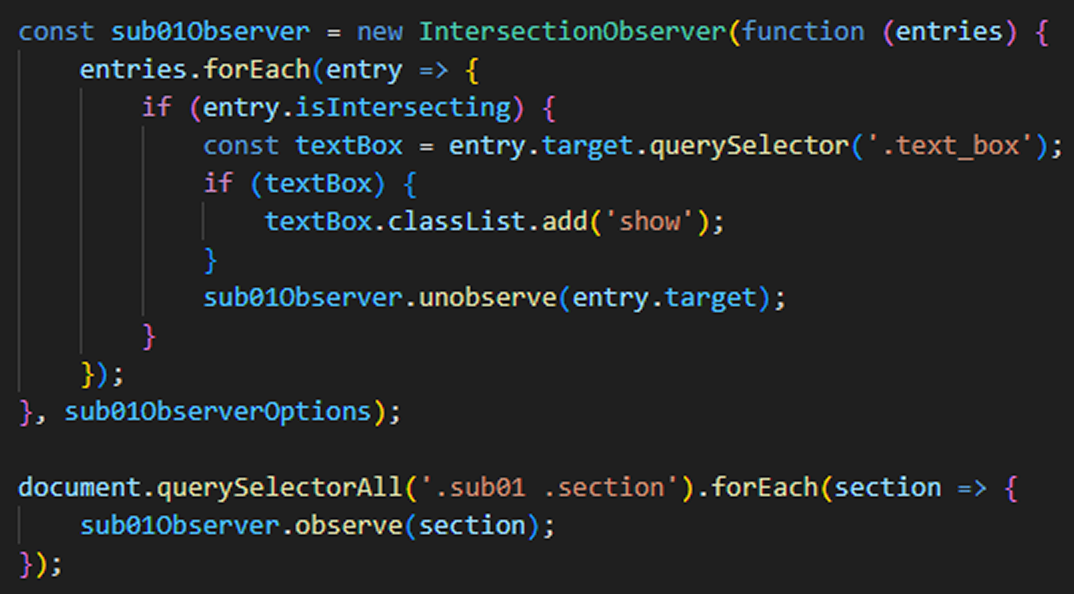 const sub01Observer = new IntersectionObserver(function (entries) {
    entries.forEach(entry => {
        if (entry.isIntersecting) {
            const textBox = entry.target.querySelector('.text_box');
            if (textBox) {
                textBox.classList.add('show');
            }
            sub01Observer.unobserve(entry.target);
        }
    });
}, sub01ObserverOptions);

document.querySelectorAll('.sub01 .section').forEach(section => {
    sub01Observer.observe(section);
});